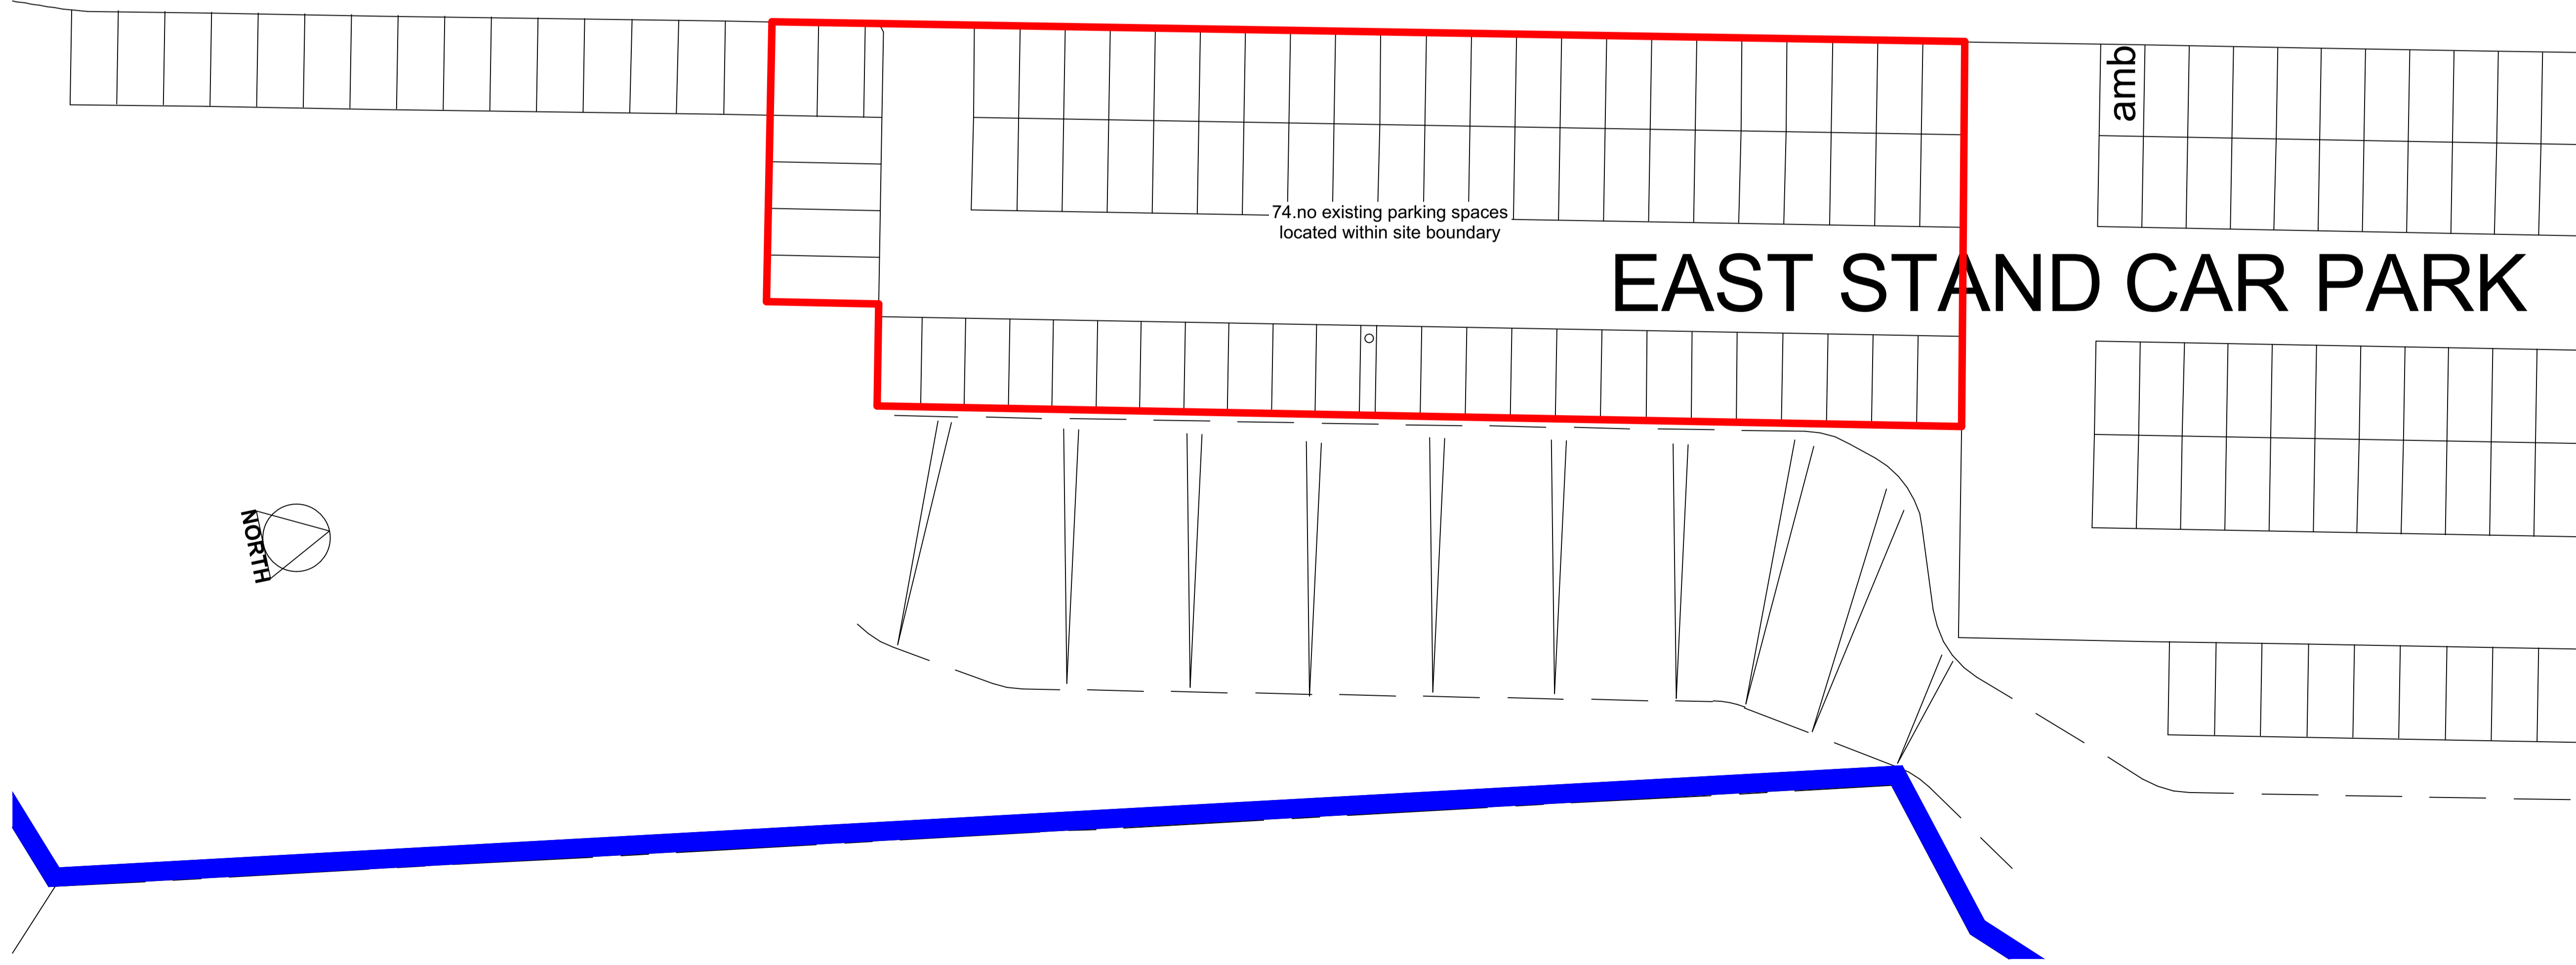 amb
74.no existing parking spaces
located within site boundary
EAST STAND CAR PARK
NORTH